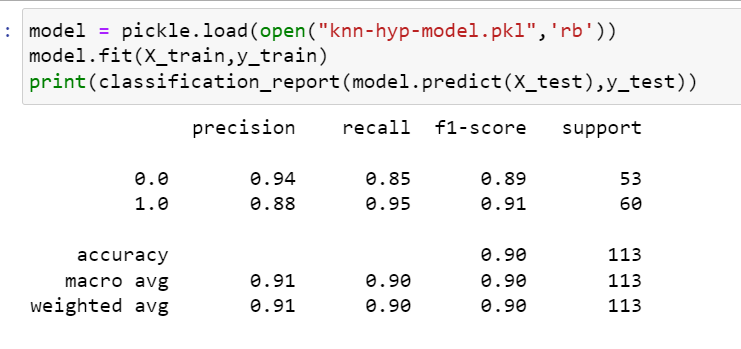 : model = pickle.load(open("knn-hyp-model.pkl",'rb'))
model.fit(X_train,y_train)
print(classification_report(model.predict(X_test),y_test))
precision recall f1-score support
0.0 0.94 0.85 0.89 53
1.0 0.88 0.95 0.91 60
accuracy 0.90 113
macro avg 0.91 0.90 0.90 113
weighted avg 0.91 0.90 0.90 113